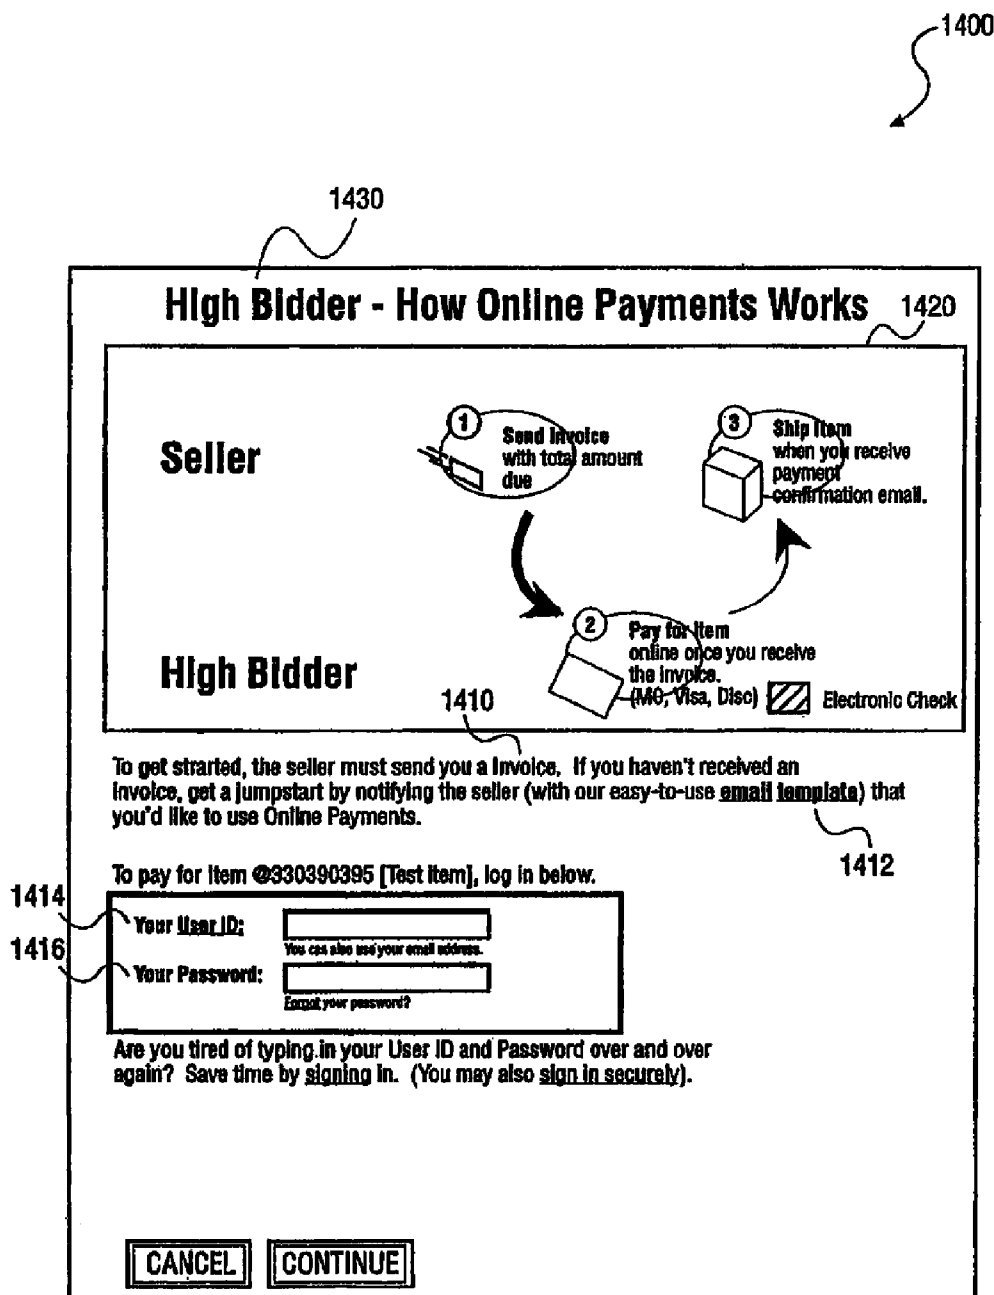 1400
1430
High Bidder - How Online Payments Works
1420
Seller
1
Send Invoice
with total amount
due
3
Ship Item
when you receive
payment
confirmation email.
High Bidder
2
Pay for Item
online once you receive
the invoice.
(MC, Visa, Disc)
Electronic Check
1410
To get strarted, the seller must send you a Invoice. If you haven't received an
invoice, get a jumpstart by notifying the seller (with our easy-to-use email template) that
you'd like to use Online Payments.
1412
To pay for item @330390395 [Test Item], log in below.
1414
Your User ID:
You can also use your email address.
1416
Your Password:
Forgot your password?
Are you tired of typing.in your User ID and Password over and over
again? Save time by signing in. (You may also sign in securely).
CANCEL
CONTINUE